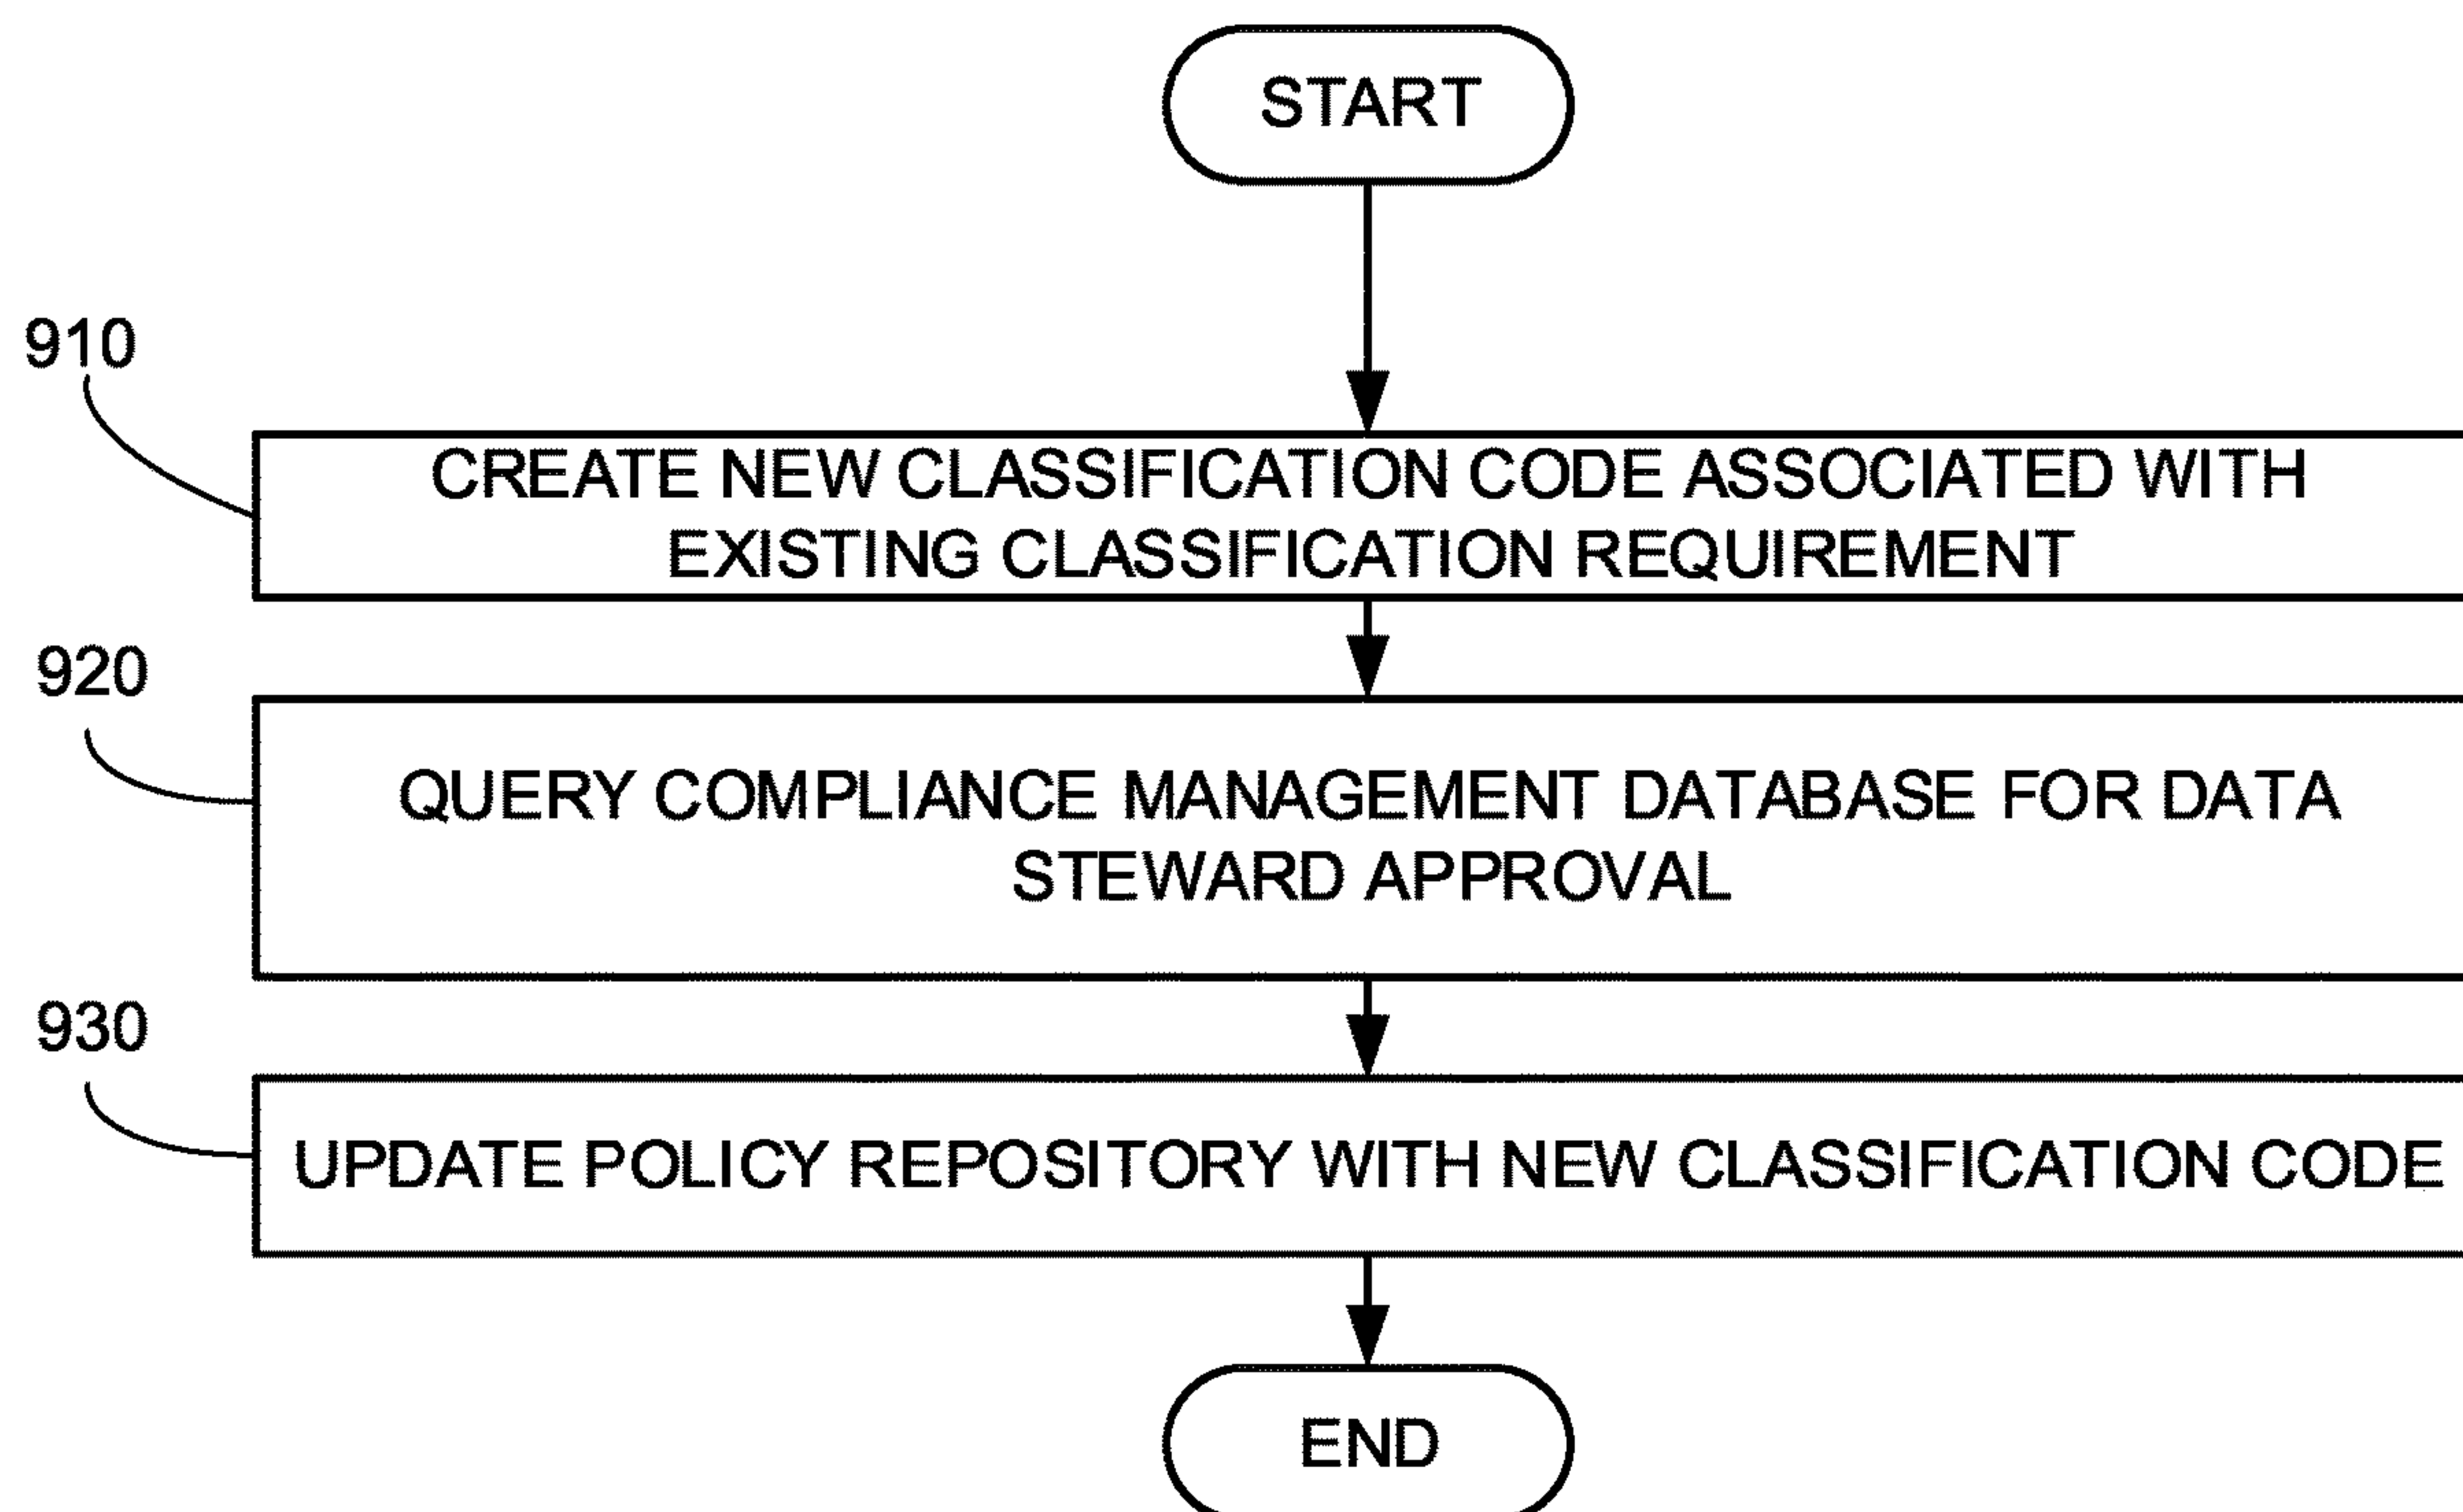 START
910
CREATE NEW CLASSIFICATION CODE ASSOCIATED WITH
EXISTING CLASSIFICATION REQUIREMENT
920
QUERY COMPLIANCE MANAGEMENT DATABASE FOR DATA
STEWARD APPROVAL
930
UPDATE POLICY REPOSITORY WITH NEW CLASSIFICATION CODE
END